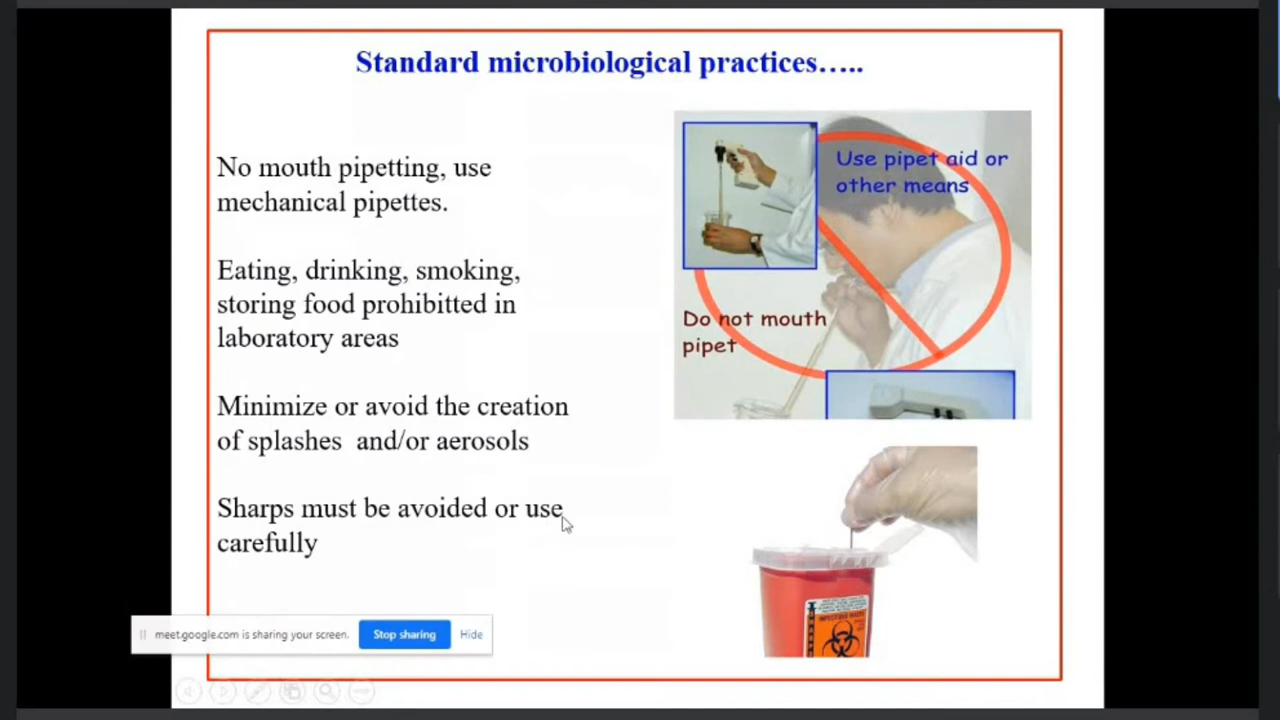 Standard microbiological practices…..
No mouth pipetting, use
mechanical pipettes.
Eating, drinking, smoking,
storing food prohibitted in
laboratory areas
Minimize or avoid the creation
of splashes and/or aerosols
Sharps must be avoided or use
carefully
Use pipet aid or
other means
Do not mouth
pipet
INFECTIOUS WASTE
meet.google.com is sharing your screen.
Stop sharing
Hide